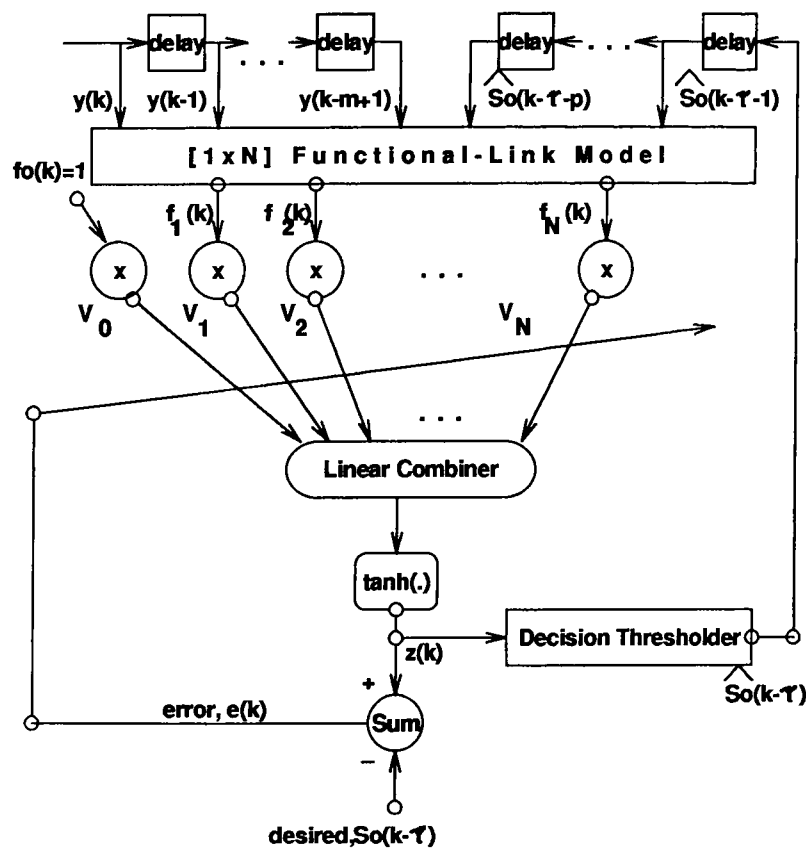 delay delay delay delay
. . . . . .
y(k) y(k-1) y(k-m+1) So(k-τ-p) So(k-τ-1)
[1xN] Functional-Link Model
fo(k)=1
f1(k) f2(k) fN(k)
x x x . . . x
V0 V1 V2 VN
. . .
Linear Combiner
tanh(.)
z(k) Decision Thresholder
So(k-τ)
+
error, e(k) Sum
−
desired,So(k-τ)